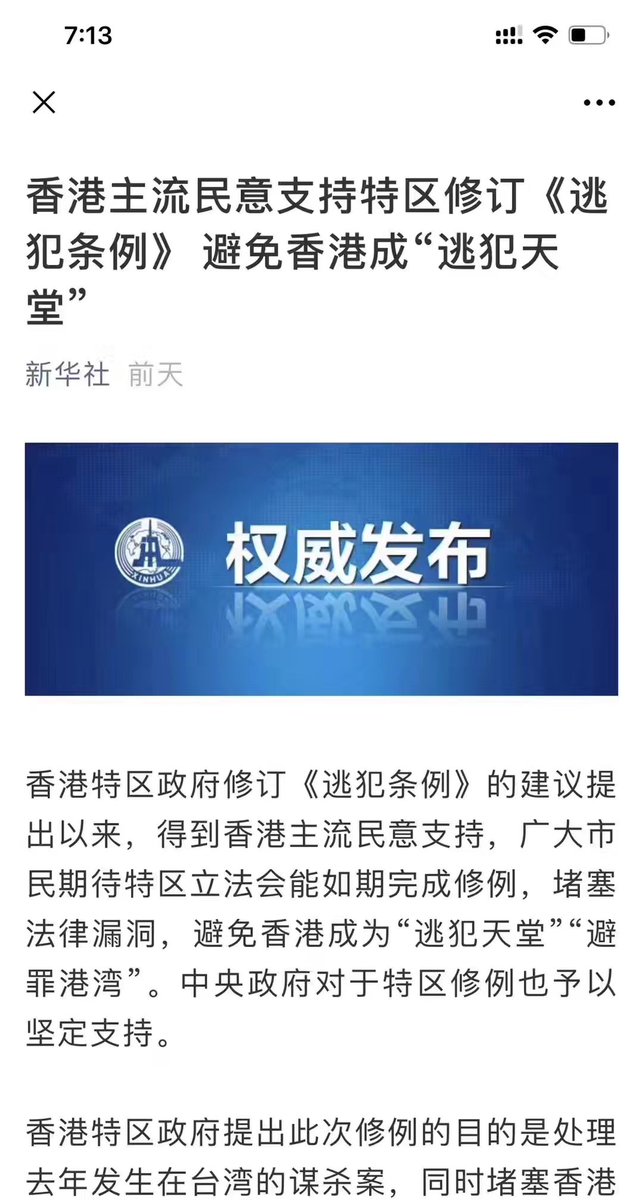 7:13
香港主流民意支持特区修订《逃
犯条例》 避免香港成“逃犯天
堂”
新华社 前天
XINHUA
权威发布
香港特区政府修订《逃犯条例》的建议提
出以来，得到香港主流民意支持，广大市
民期待特区立法会能如期完成修例，堵塞
法律漏洞，避免香港成为“逃犯天堂”“避
罪港湾”。中央政府对于特区修例也予以
坚定支持。
香港特区政府提出此次修例的目的是处理
去年发生在台湾的谋杀案，同时堵塞香港